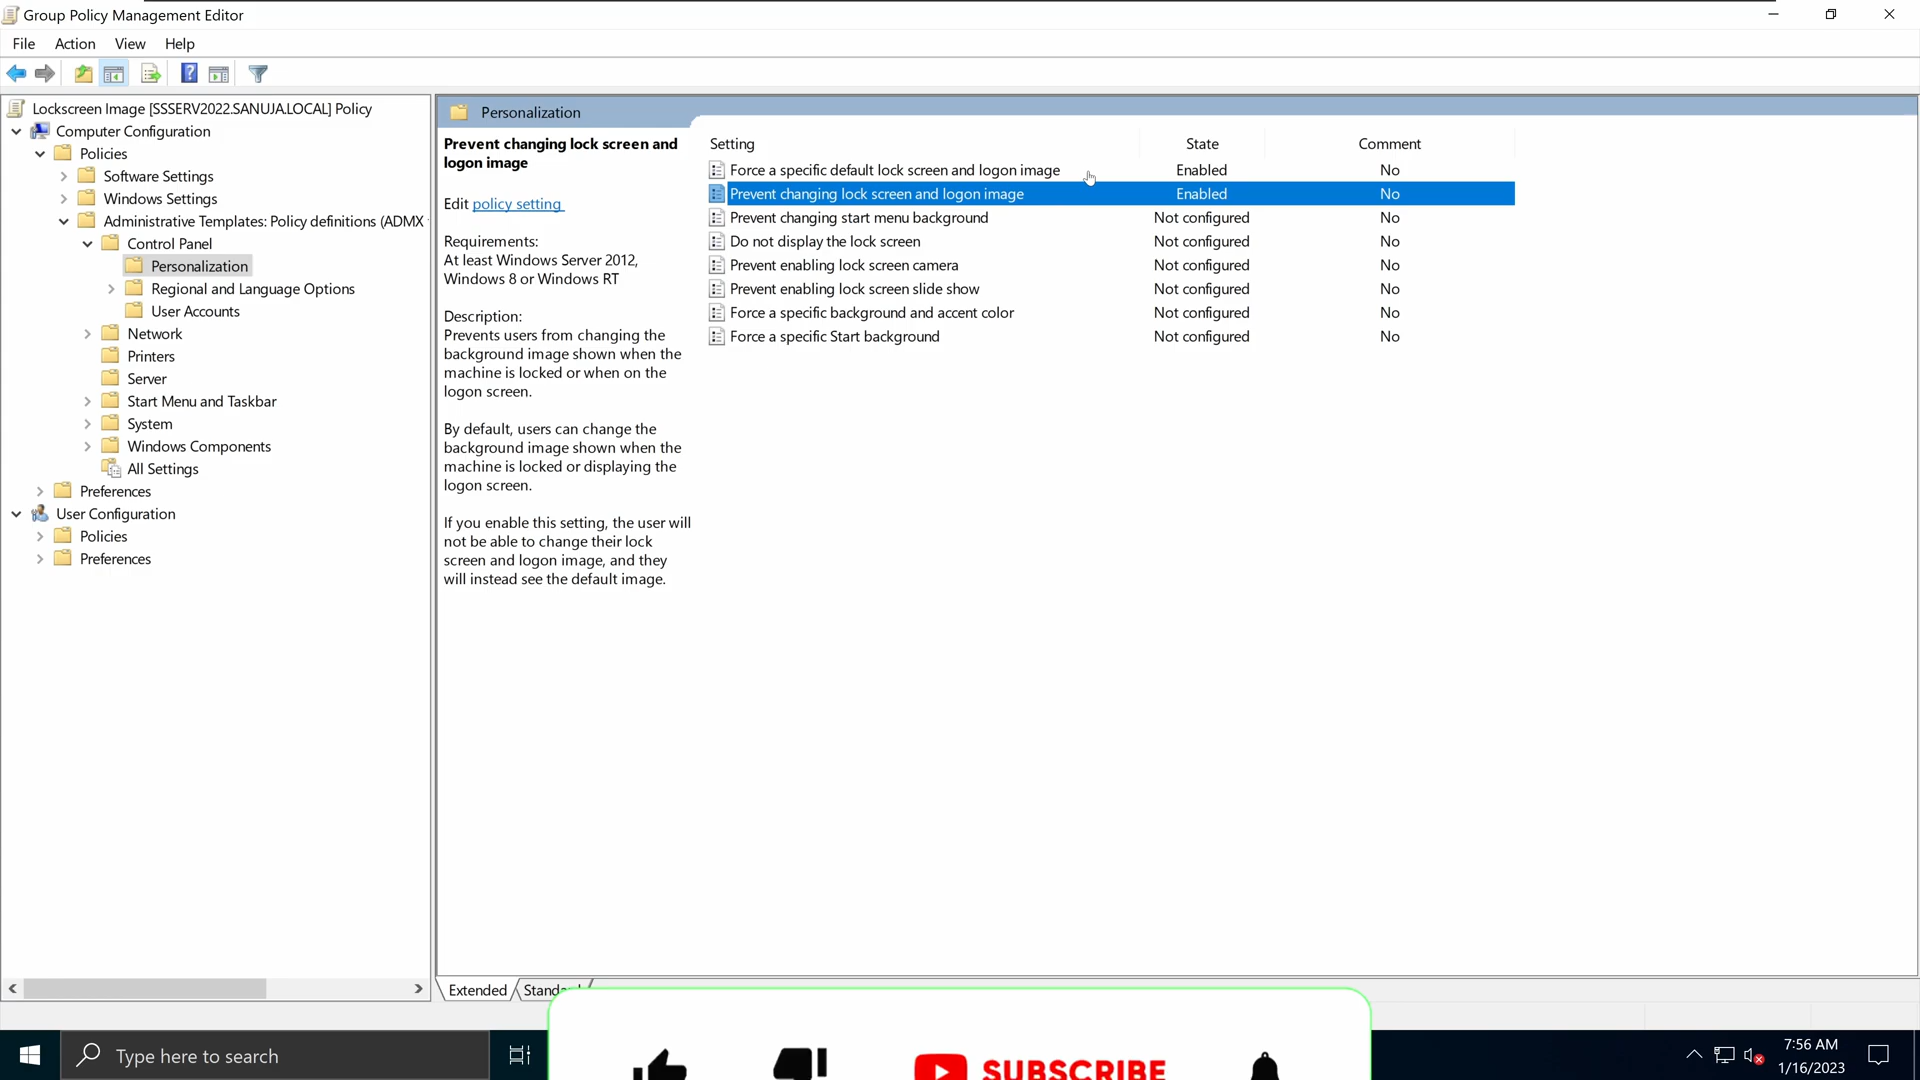 Group Policy Management Editor
File Action View Help
Lockscreen Image [SSSERV2022.SANUJA.LOCAL] Policy
Computer Configuration
Policies
Software Settings
Windows Settings
Administrative Templates: Policy definitions (ADMX
Control Panel
Personalization
Regional and Language Options
User Accounts
Network
Printers
Server
Start Menu and Taskbar
System
Windows Components
All Settings
Preferences
User Configuration
Policies
Preferences
Personalization
Prevent changing lock screen and
logon image
Edit policy setting
Requirements:
At least Windows Server 2012,
Windows 8 or Windows RT
Description:
Prevents users from changing the
background image shown when the
machine is locked or when on the
logon screen.
By default, users can change the
background image shown when the
machine is locked or displaying the
logon screen.
If you enable this setting, the user will
not be able to change their lock
screen and logon image, and they
will instead see the default image.
Setting State Comment
Force a specific default lock screen and logon image Enabled No
Prevent changing lock screen and logon image Enabled No
Prevent changing start menu background Not configured No
Do not display the lock screen Not configured No
Prevent enabling lock screen camera Not configured No
Prevent enabling lock screen slide show Not configured No
Force a specific background and accent color Not configured No
Force a specific Start background Not configured No
Extended
Type here to search
SUBSCRIBE
7:56 AM
1/16/2023